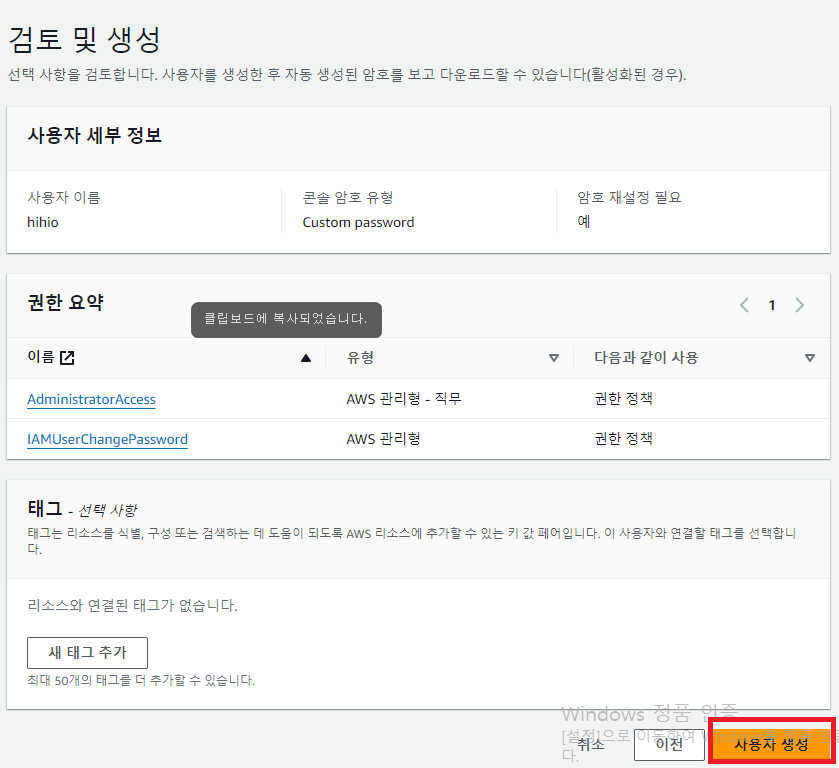 검토 및 생성
선택 사항을 검토합니다. 사용자를 생성한 후 자동 생성된 암호를 보고 다운로드할 수 있습니다(활성화된 경우).
사용자 세부 정보
사용자 이름
hihio
콘솔 암호 유형
Custom password
암호 재설정 필요
예
권한 요약
1
클립보드에 복사되었습니다.
이름 유형 다음과 같이 사용
AdministratorAccess AWS 관리형 - 직무 권한 정책
IAMUserChangePassword AWS 관리형 권한 정책
태그 - 선택 사항
태그는 리소스를 식별, 구성 또는 검색하는 데 도움이 되도록 AWS 리소스에 추가할 수 있는 키 값 페어입니다. 이 사용자와 연결할 태그를 선택합니
다.
리소스와 연결된 태그가 없습니다.
새 태그 추가
최대 50개의 태그를 더 추가할 수 있습니다.
Windows 정품 인증
[설정]으로 이동하여
다.
취소 이전 사용자 생성